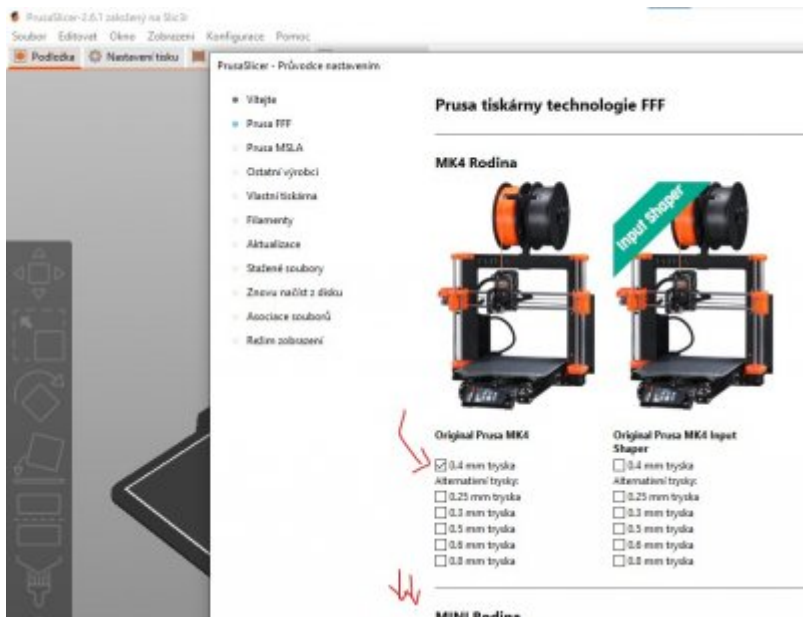 PrusaSlicer-2.6.1 založený na Slic3r
Soubor Editovat Okno Zobrazení Konfigurace Pomoc
Podložka Nastavení tisku
PrusaSlicer - Průvodce nastavením
Vítejte
Prusa FFF
Prusa MSLA
Ostatní výrobci
Vlastní tiskárna
Filamenty
Aktualizace
Stažené soubory
Znovu načíst z disku
Asociace souborů
Režim zobrazení
Prusa tiskárny technologie FFF
MK4 Rodina
Input shaper
Original Prusa MK4
0.4 mm tryska
Alternativní trysky:
0.25 mm tryska
0.3 mm tryska
0.5 mm tryska
0.6 mm tryska
0.8 mm tryska
Original Prusa MK4 Input
Shaper
0.4 mm tryska
Alternativní trysky:
0.25 mm tryska
0.3 mm tryska
0.5 mm tryska
0.6 mm tryska
0.8 mm tryska
MINI Rodina